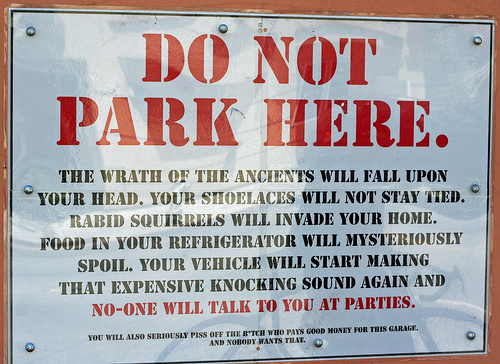 DO NOT
PARK HERE.
THE WRATH OF THE ANCIENTS WILL FALL UPON
YOUR HEAD. YOUR SHOELACES WILL NOT STAY TIED.
RABID SQUIRRELS WILL INVADE YOUR HOME.
FOOD IN YOUR REFRIGERATOR WILL MYSTERIOUSLY
SPOIL. YOUR VEHICLE WILL START MAKING
THAT EXPENSIVE KNOCKING SOUND AGAIN AND
NO-ONE WILL TALK TO YOU AT PARTIES.
YOU WILL ALSO SERIOUSLY PISS OFF THE B*TCH WHO PAYS GOOD MONEY FOR THIS GARAGE.
AND NOBODY WANTS THAT.